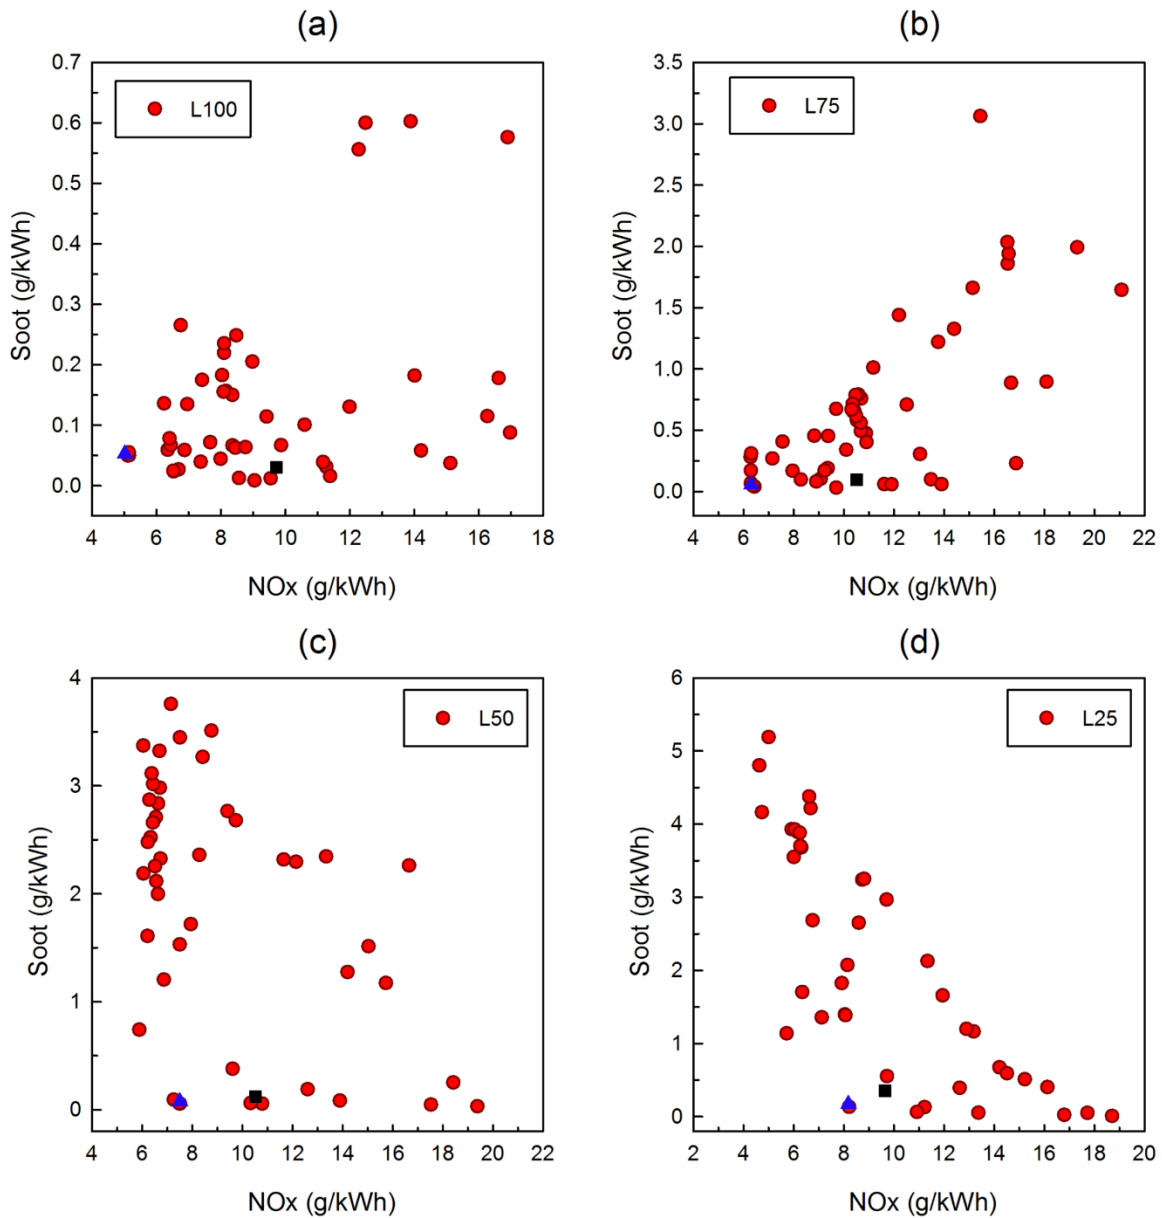 (a)
0.7
0.6
0.5
0.4
0.3
0.2
0.1
0.0
Soot (g/kWh)
L100
4 6 8 10 12 14 16 18
NOx (g/kWh)
(b)
3.5
3.0
2.5
2.0
1.5
1.0
0.5
0.0
Soot (g/kWh)
L75
4 6 8 10 12 14 16 18 20 22
NOx (g/kWh)
(c)
4
3
2
1
0
Soot (g/kWh)
L50
4 6 8 10 12 14 16 18 20 22
NOx (g/kWh)
(d)
6
5
4
3
2
1
0
Soot (g/kWh)
L25
2 4 6 8 10 12 14 16 18 20
NOx (g/kWh)